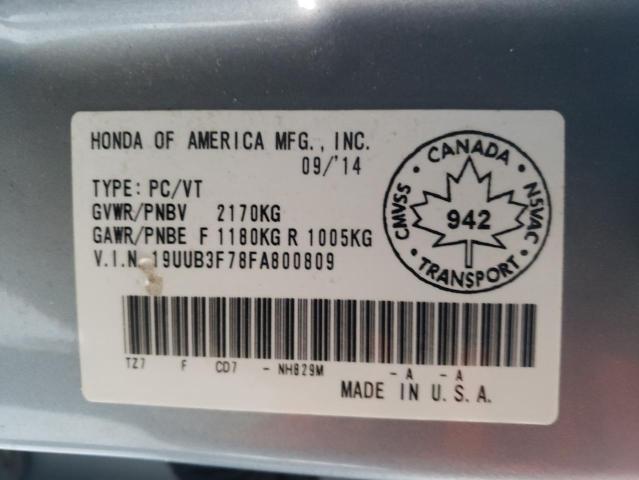 HONDA OF AMERICA MFG., INC.
09/'14
TYPE: PC/VT
GVWR/PNBV 2170KG
GAWR/PNBE F 1180KG R 1005KG
V.I.N. 19UUB3F78FA800809
CANADA
CMVSS
942
NSVAC
TRANSPORT
TZ7 F CD7 - NH829M - A - A
MADE IN U.S.A.